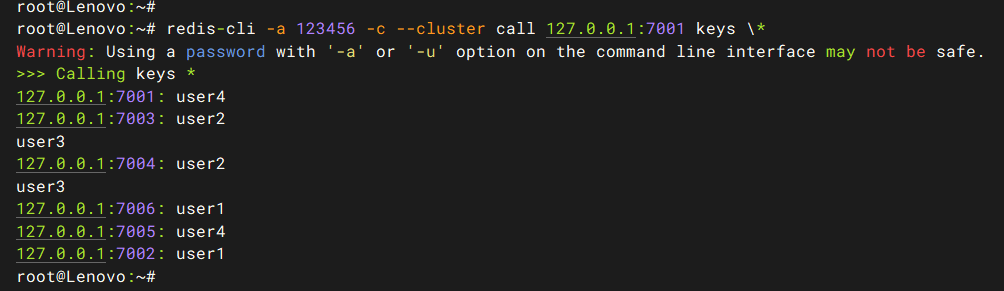 root@Lenovo:~#
root@Lenovo:~# redis-cli -a 123456 -c --cluster call 127.0.0.1:7001 keys \*
Warning: Using a password with '-a' or '-u' option on the command line interface may not be safe.
>>> Calling keys *
127.0.0.1:7001: user4
127.0.0.1:7003: user2
user3
127.0.0.1:7004: user2
user3
127.0.0.1:7006: user1
127.0.0.1:7005: user4
127.0.0.1:7002: user1
root@Lenovo:~#